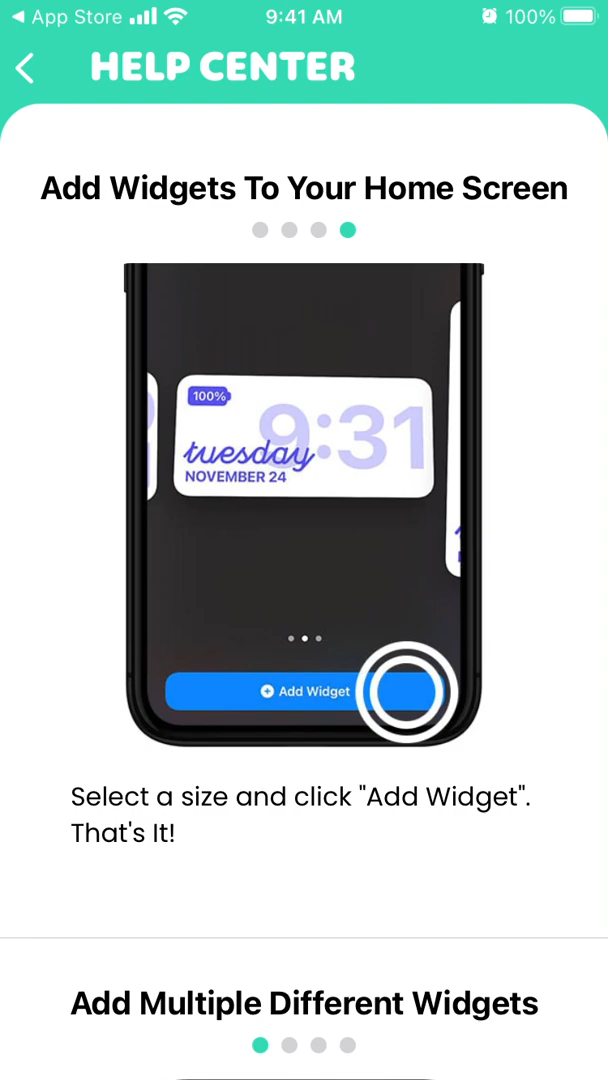 App Store
9:41 AM
100%
HELP CENTER
Add Widgets To Your Home Screen
100%
9:31
tuesday
NOVEMBER 24
Add Widget
Select a size and click "Add Widget".
That's It!
Add Multiple Different Widgets